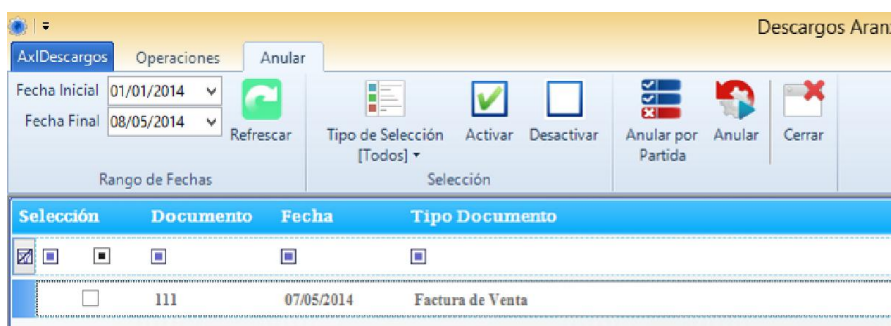 Descargos Aran
AxlDescargos Operaciones Anular
Fecha Inicial 01/01/2014
Fecha Final 08/05/2014
Refrescar
Rango de Fechas
Tipo de Selección
[Todos]
Activar Desactivar
Selección
Anular por
Partida
Anular
Cerrar
Selección Documento Fecha Tipo Documento
111 07/05/2014 Factura de Venta